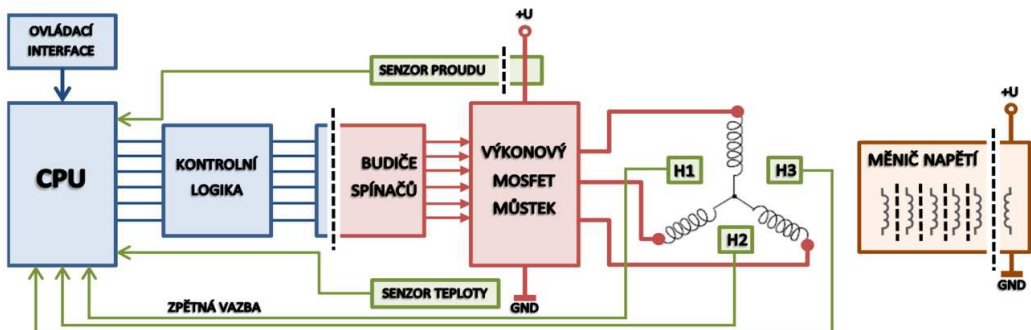 OVLÁDACÍ
INTERFACE
CPU
KONTROLNÍ
LOGIKA
BUDIČE
SPÍNAČŮ
SENZOR PROUDU
+U
VÝKONOVÝ
MOSFET
MŮSTEK
GND
SENZOR TEPLOTY
ZPĚTNÁ VAZBA
H1
H2
H3
+U
MĚNIČ NAPĚTÍ
GND